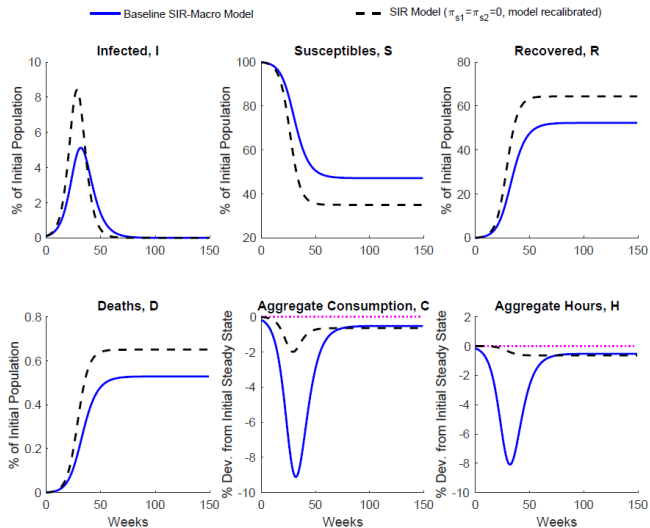 Baseline SIR-Macro Model
SIR Model (πs1=πs2=0, model recalibrated)
Infected, I
Susceptibles, S
Recovered, R
% of Initial Population
10
8
6
4
2
0
0 50 100 150
% of Initial Population
100
80
60
40
20
0 50 100 150
% of Initial Population
80
60
40
20
0
0 50 100 150
Deaths, D
Aggregate Consumption, C
Aggregate Hours, H
% of Initial Population
0.8
0.6
0.4
0.2
0
0 50 100 150
Weeks
% Dev. from Initial Steady State
0
-2
-4
-6
-8
-10
0 50 100 150
Weeks
% Dev. from Initial Steady State
2
0
-2
-4
-6
-8
-10
0 50 100 150
Weeks